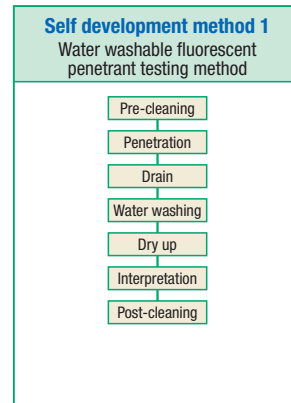 Self development method 1
Water washable fluorescent
penetrant testing method
Pre-cleaning
Penetration
Drain
Water washing
Dry up
Interpretation
Post-cleaning